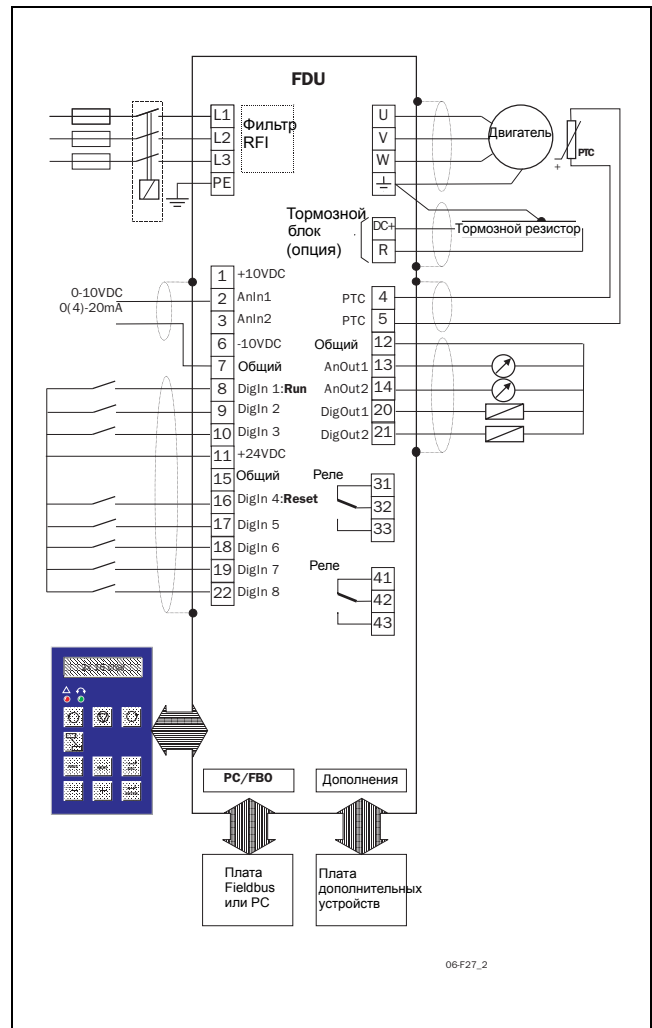 FDU
L1
L2
L3
PE
Фильтр
RFI
U
V
W
Двигатель
PTC
+
Тормозной
блок
(опция)
DC+
R
Тормозной резистор
0-10VDC
0(4)-20mA
1 +10VDC
2 AnIn1
3 AnIn2
6 -10VDC
7 Общий
8 DigIn 1:Run
9 DigIn 2
10 DigIn 3
11 +24VDC
15 Общий
16 DigIn 4:Reset
17 DigIn 5
18 DigIn 6
19 DigIn 7
22 DigIn 8
PTC 4
PTC 5
Общий 12
AnOut1 13
AnOut2 14
DigOut1 20
DigOut2 21
Реле
31
32
33
Реле
41
42
43
PC/FBO
Дополнения
Плата
Fieldbus
или PC
Плата
дополнительных
устройств
06-F27_2